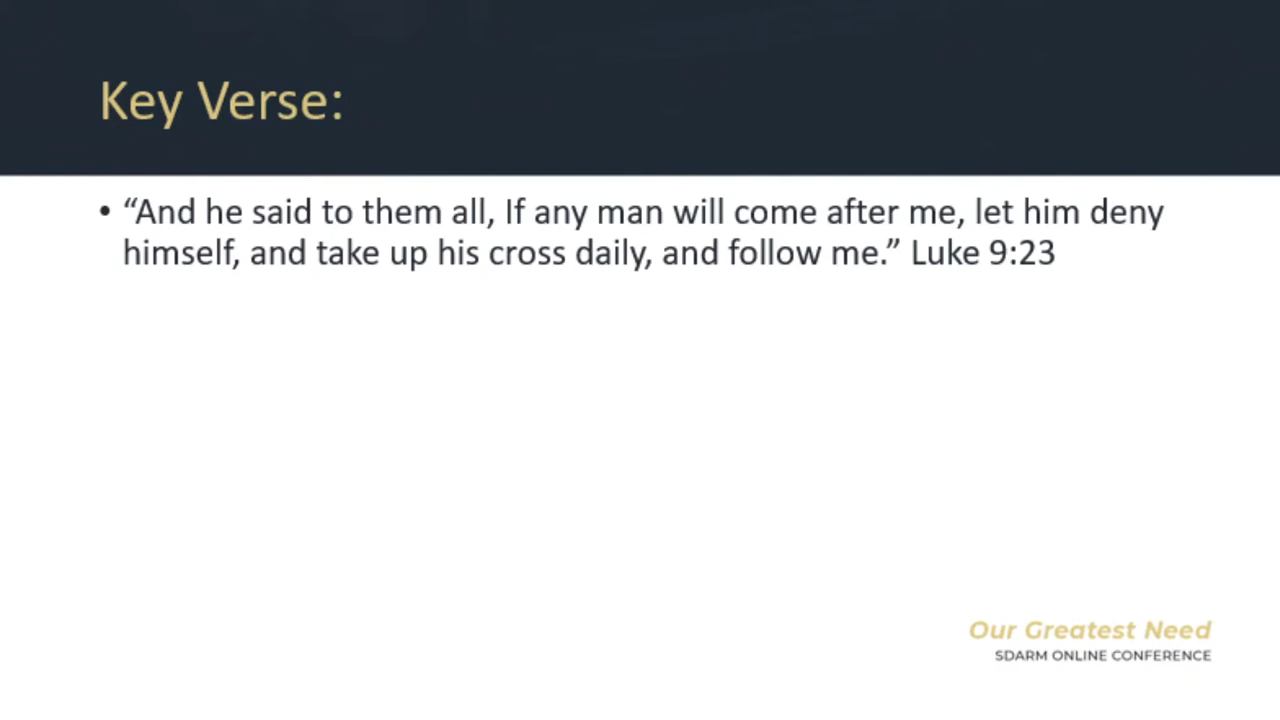 Key Verse:
• “And he said to them all, If any man will come after me, let him deny
himself, and take up his cross daily, and follow me.” Luke 9:23
Our Greatest Need
SDARM ONLINE CONFERENCE